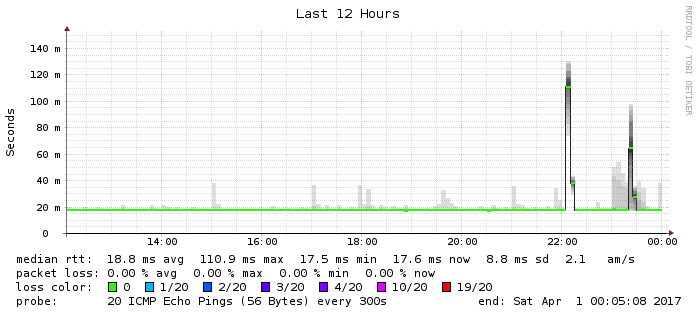 Last 12 Hours
RRDTOOL / TOBI OETIKER
Seconds
140 m
120 m
100 m
80 m
60 m
40 m
20 m
0
14:00 16:00 18:00 20:00 22:00 00:00
median rtt: 18.8 ms avg 110.9 ms max 17.5 ms min 17.6 ms now 8.8 ms sd 2.1 am/s
packet loss: 0.00 % avg 0.00 % max 0.00 % min 0.00 % now
loss color: 0 1/20 2/20 3/20 4/20 10/20 19/20
probe: 20 ICMP Echo Pings (56 Bytes) every 300s end: Sat Apr 1 00:05:08 2017